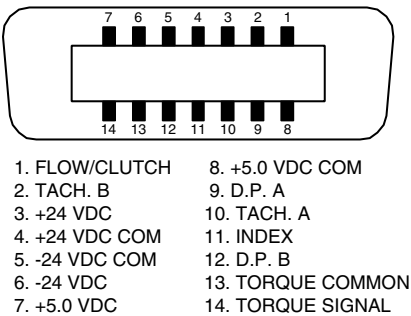 7 6 5 4 3 2 1
14 13 12 11 10 9 8
1. FLOW/CLUTCH 8. +5.0 VDC COM
2. TACH. B 9. D.P. A
3. +24 VDC 10. TACH. A
4. +24 VDC COM 11. INDEX
5. -24 VDC COM 12. D.P. B
6. -24 VDC 13. TORQUE COMMON
7. +5.0 VDC 14. TORQUE SIGNAL